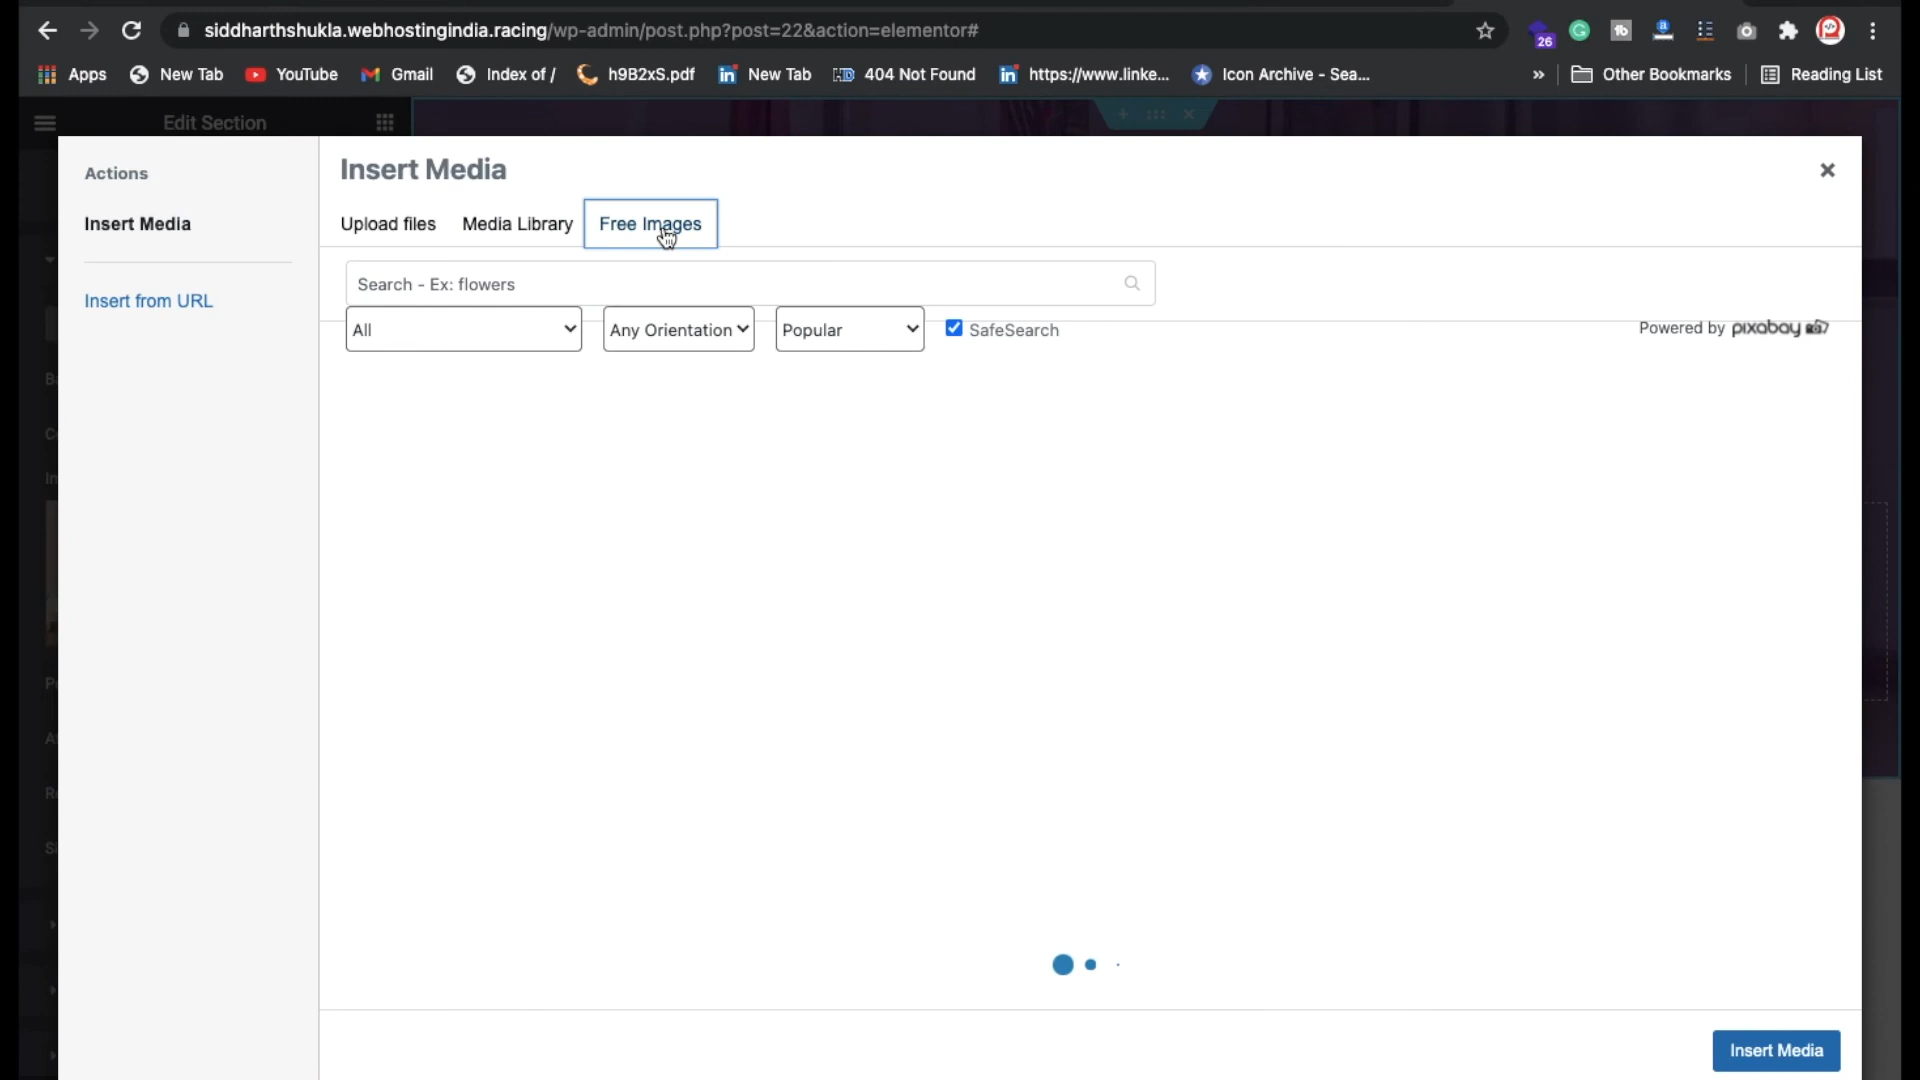 siddharthshukla.webhostingindia.racing/wp-admin/post.php?post=22&action=elementor#
26
Apps New Tab YouTube Gmail Index of / h9B2xS.pdf New Tab 404 Not Found https://www.linke... Icon Archive - Sea... » Other Bookmarks Reading List
Edit Section
Actions
Insert Media
Insert from URL
Insert Media
Upload files Media Library Free Images
Search - Ex: flowers
All Any Orientation Popular SafeSearch Powered by pixabay
Insert Media